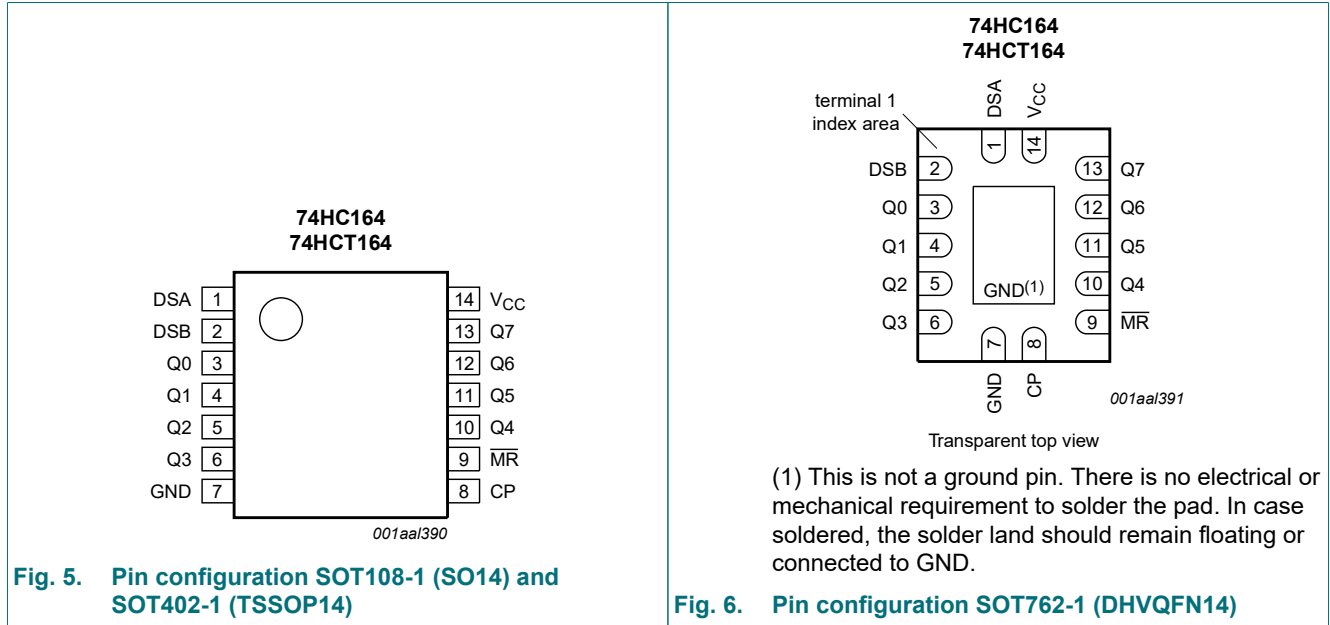 74HC164
74HCT164
DSA 1
DSB 2
Q0 3
Q1 4
Q2 5
Q3 6
GND 7
14 VCC
13 Q7
12 Q6
11 Q5
10 Q4
9 MR
8 CP
001aal390
Fig. 5. Pin configuration SOT108-1 (SO14) and
SOT402-1 (TSSOP14)
74HC164
74HCT164
terminal 1
index area
DSA
VCC
1
14
DSB 2
13 Q7
Q0 3
12 Q6
Q1 4
11 Q5
Q2 5
GND(1)
10 Q4
Q3 6
9 MR
7
8
GND
CP
001aal391
Transparent top view
(1) This is not a ground pin. There is no electrical or
mechanical requirement to solder the pad. In case
soldered, the solder land should remain floating or
connected to GND.
Fig. 6. Pin configuration SOT762-1 (DHVQFN14)